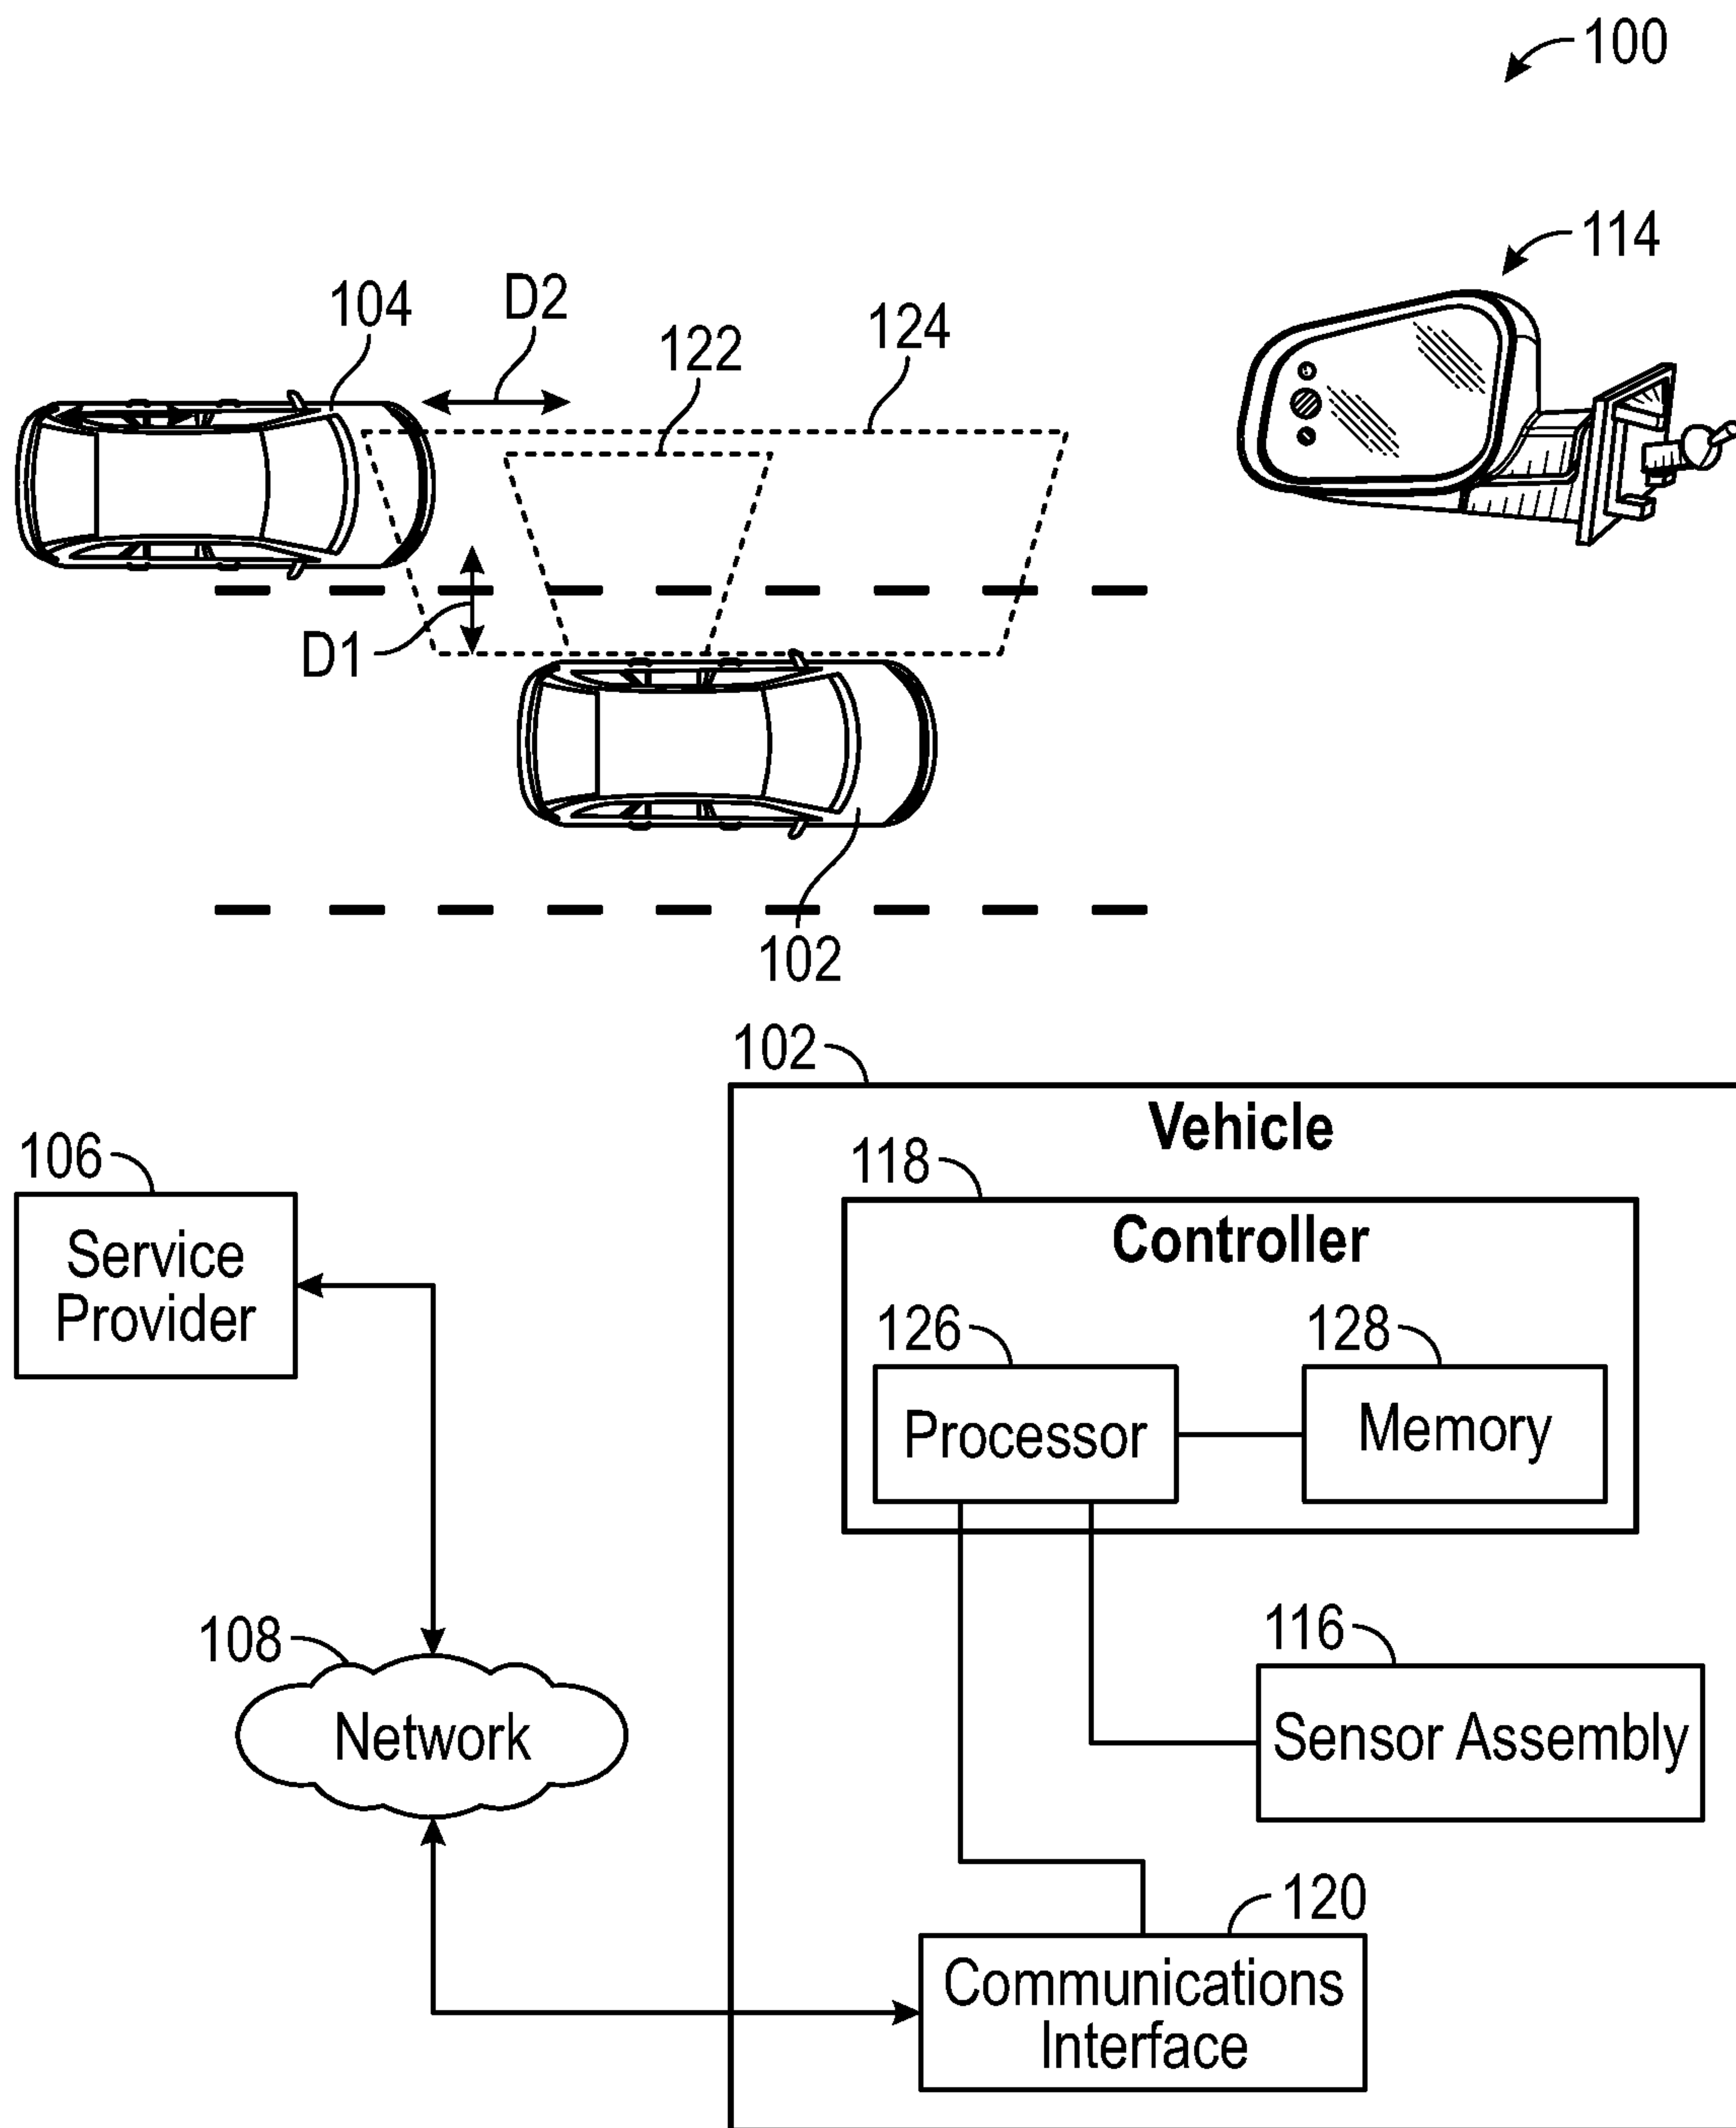 100
114
104
D2
122
124
D1
102
102
Vehicle
106
118
Service
Provider
Controller
126
128
Processor
Memory
108
116
Network
Sensor Assembly
120
Communications
Interface